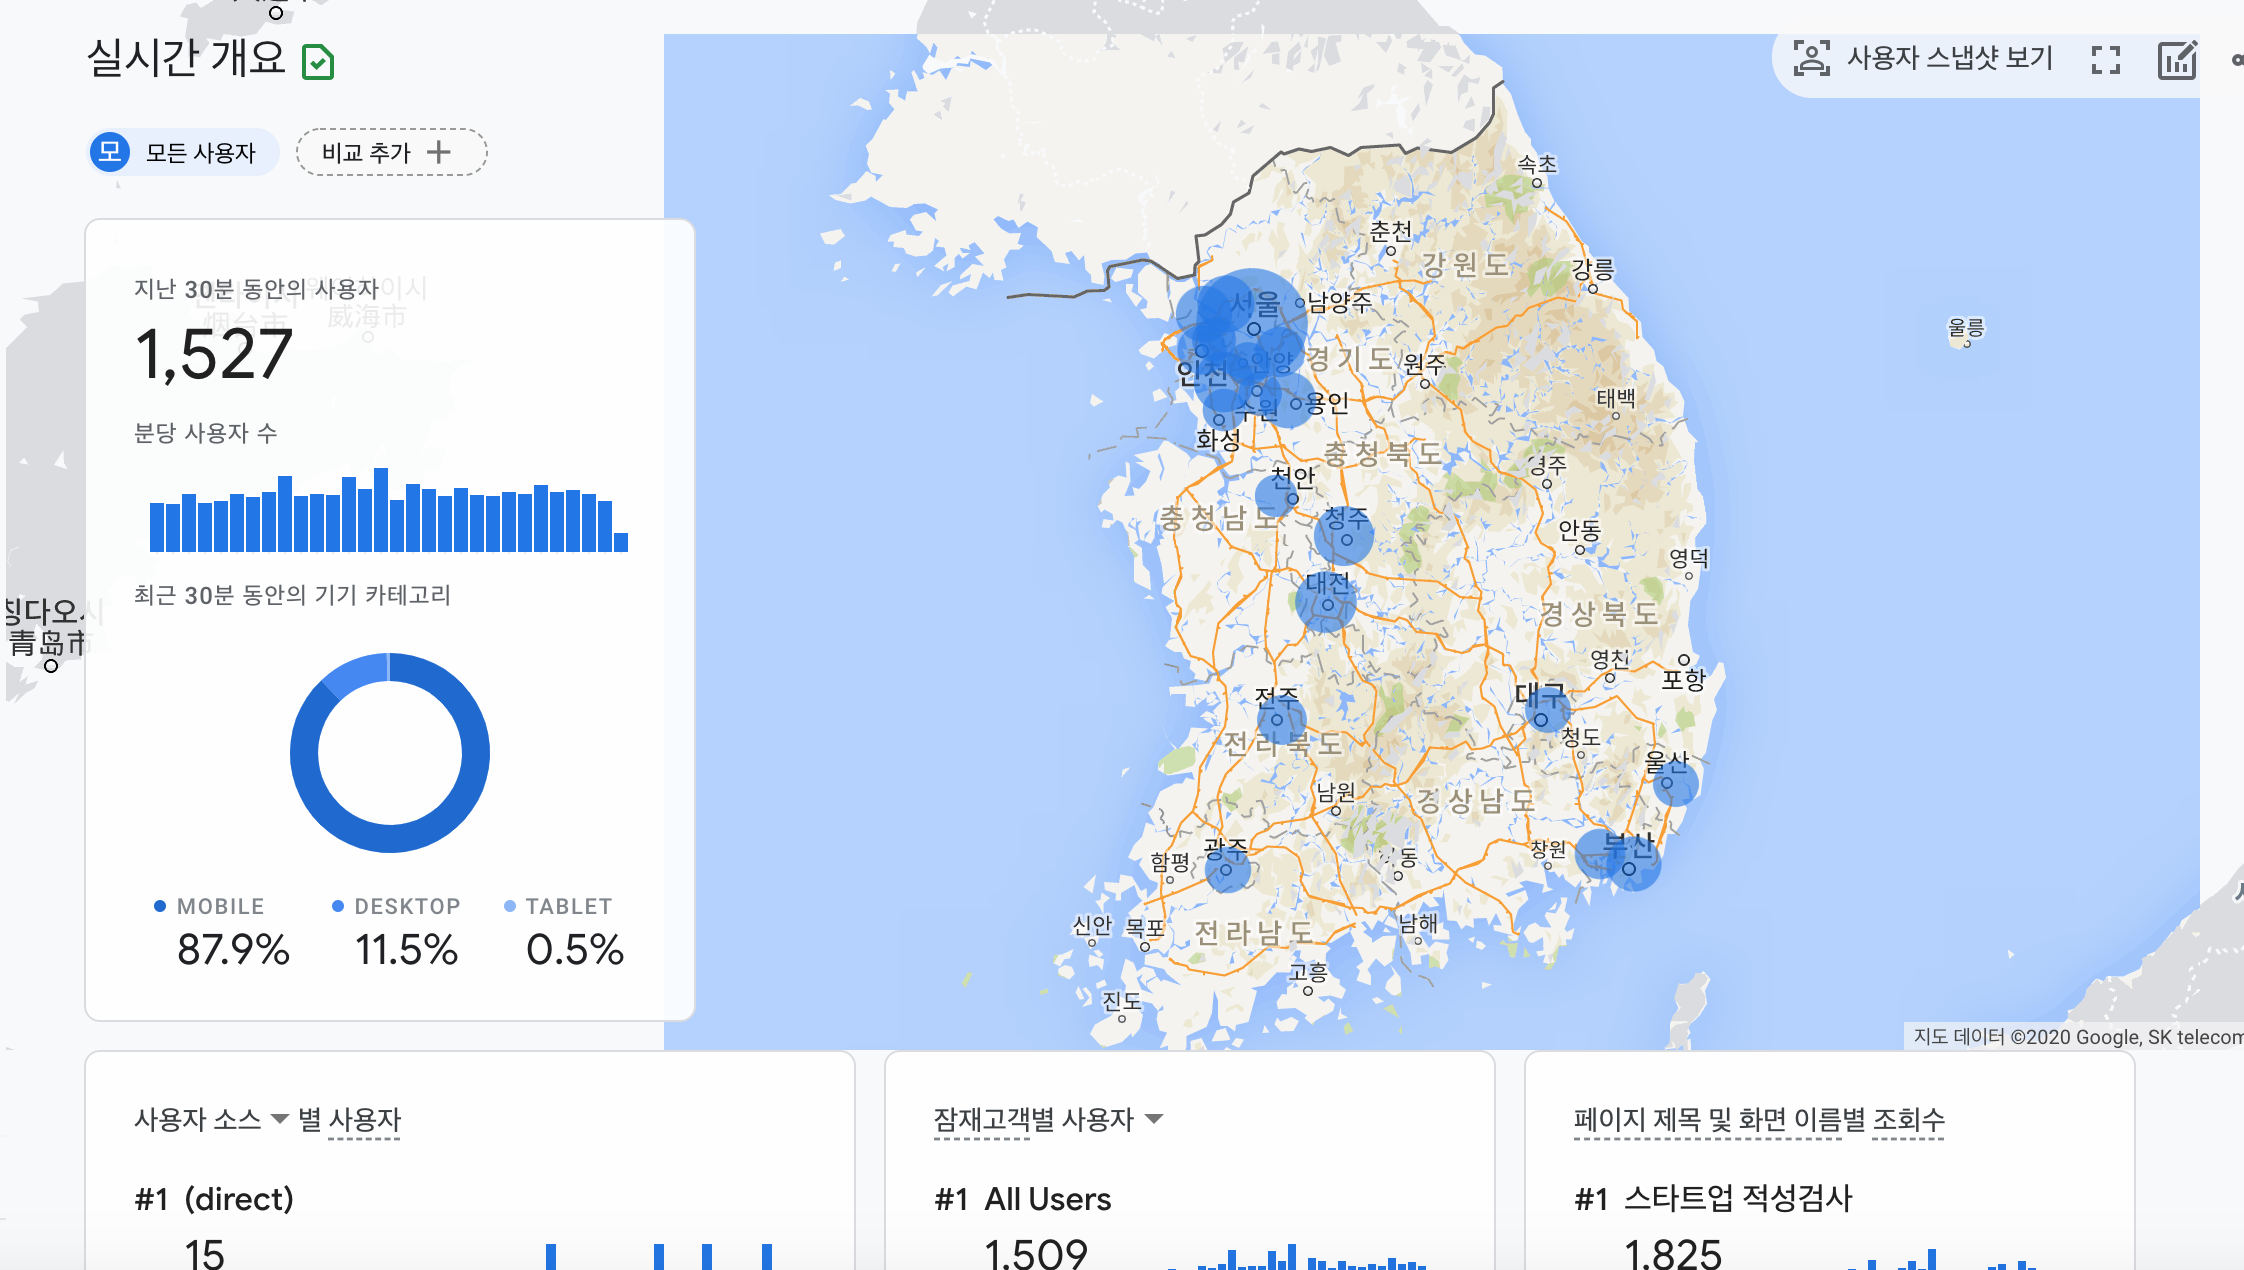 실시간 개요
사용자 스냅샷 보기
모 모든 사용자
비교 추가
지난 30분 동안의 사용자
1,527
분당 사용자 수
최근 30분 동안의 기기 카테고리
MOBILE
87.9%
DESKTOP
11.5%
TABLET
0.5%
威海市
烟台市
青岛市
속초
춘천
강원도
강릉
서울
남양주
울릉
안양
경기도
원주
인천
수원
용인
태백
화성
충청북도
영주
천안
충청남도
청주
안동
영덕
대전
경상북도
영천
포항
전주
대구
전라북도
청도
울산
남원
경상남도
부산
광주
창원
함평
신안
목포
전라남도
남해
고흥
진도
지도 데이터 ©2020 Google, SK telecom
사용자 소스 별 사용자
#1 (direct)
15
잠재고객별 사용자
#1 All Users
1,509
페이지 제목 및 화면 이름별 조회수
#1 스타트업 적성검사
1,825